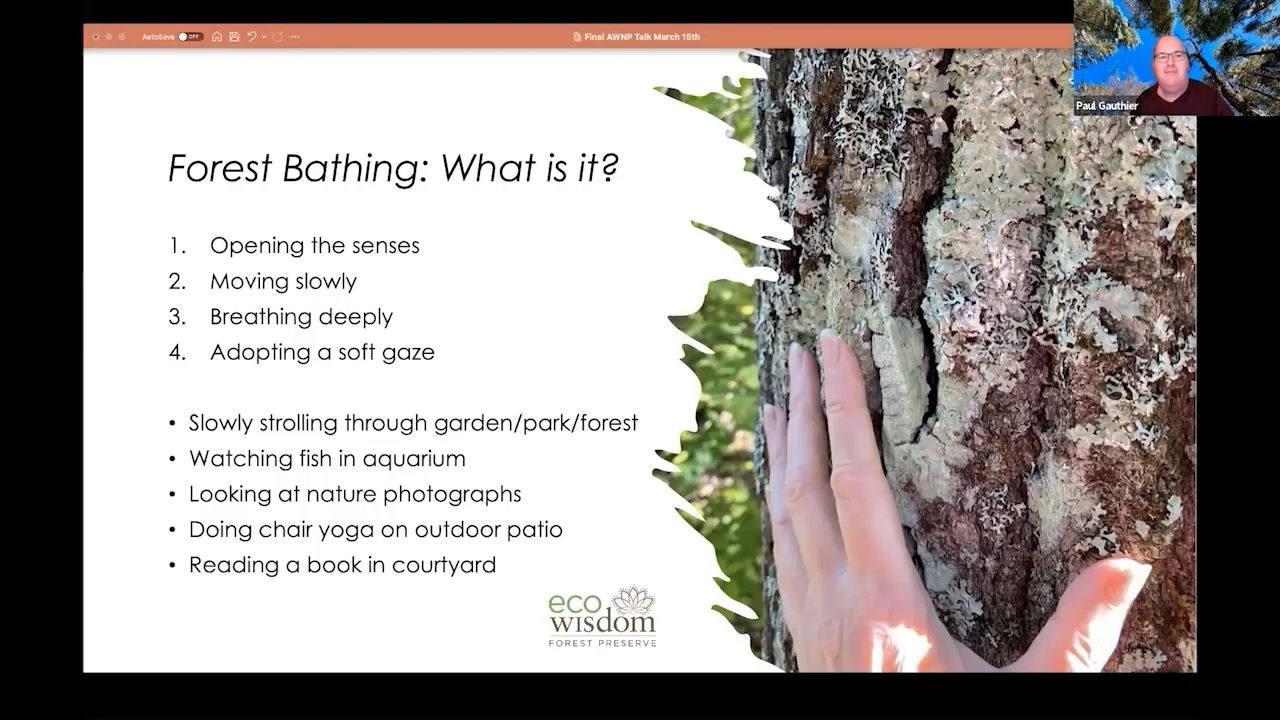 AutoSave OFF
Final AWNP Talk March 15th
Paul Gauthier
Forest Bathing: What is it?
1. Opening the senses
2. Moving slowly
3. Breathing deeply
4. Adopting a soft gaze
• Slowly strolling through garden/park/forest
• Watching fish in aquarium
• Looking at nature photographs
• Doing chair yoga on outdoor patio
• Reading a book in courtyard
eco
wisdom
FOREST PRESERVE